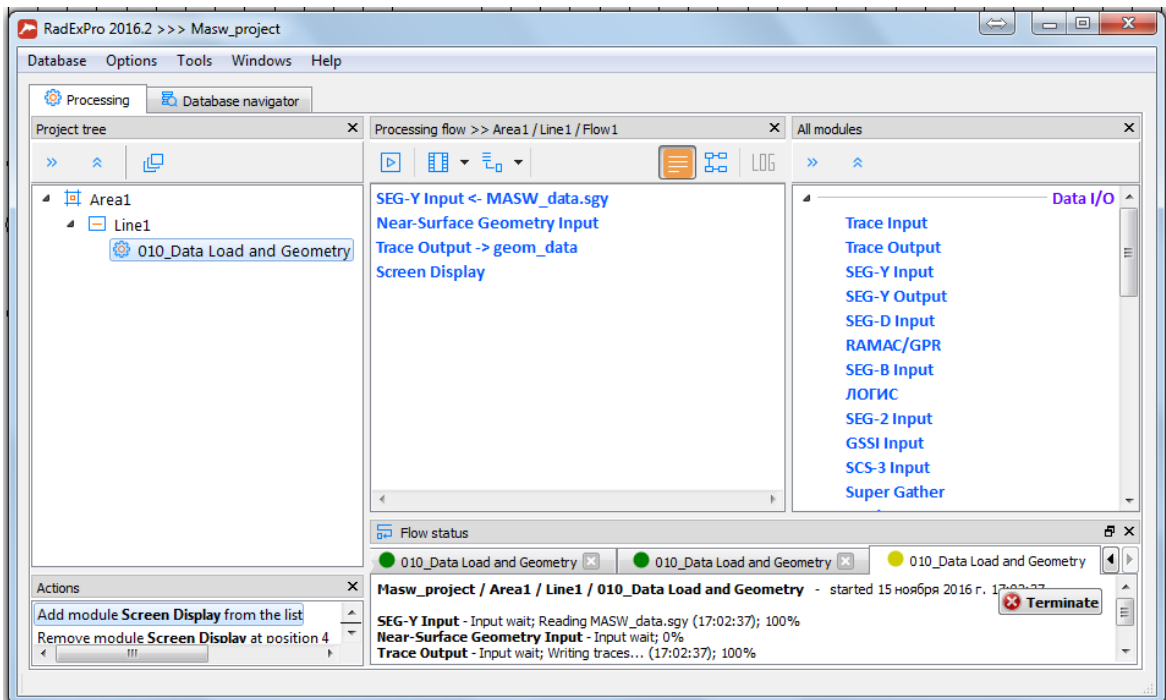 RadExPro 2016.2 >>> Masw_project
Database Options Tools Windows Help
Processing Database navigator
Project tree
Area1
Line1
010_Data Load and Geometry
Actions
Add module Screen Display from the list
Remove module Screen Display at position 4
Processing flow >> Area1 / Line1 / Flow1
LOG
SEG-Y Input <- MASW_data.sgy
Near-Surface Geometry Input
Trace Output -> geom_data
Screen Display
All modules
Data I/O
Trace Input
Trace Output
SEG-Y Input
SEG-Y Output
SEG-D Input
RAMAC/GPR
SEG-B Input
ЛОГИС
SEG-2 Input
GSSI Input
SCS-3 Input
Super Gather
Flow status
010_Data Load and Geometry 010_Data Load and Geometry 010_Data Load and Geometry
Masw_project / Area1 / Line1 / 010_Data Load and Geometry - started 15 ноября 2016 г. 17:02:37
Terminate
SEG-Y Input - Input wait; Reading MASW_data.sgy (17:02:37); 100%
Near-Surface Geometry Input - Input wait; 0%
Trace Output - Input wait; Writing traces... (17:02:37); 100%